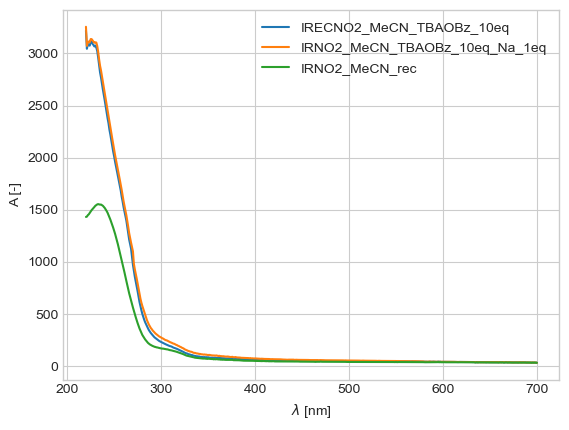 IRECNO2_MeCN_TBAOBz_10eq
IRNO2_MeCN_TBAOBz_10eq_Na_1eq
IRNO2_MeCN_rec
A [-]
3000
2500
2000
1500
1000
500
0
200 300 400 500 600 700
λ [nm]